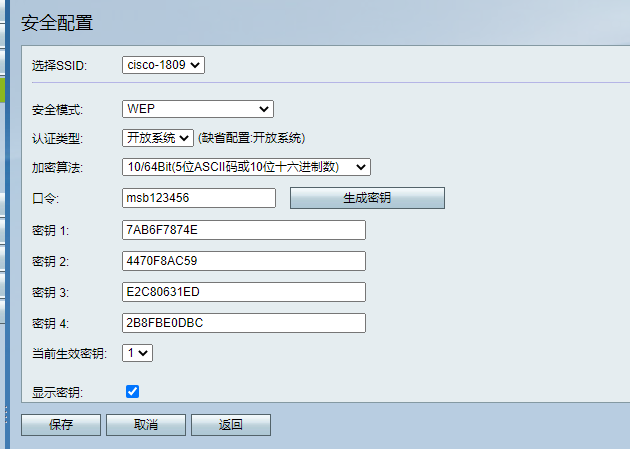 安全配置
选择SSID: cisco-1809
安全模式: WEP
认证类型: 开放系统 (缺省配置:开放系统)
加密算法: 10/64Bit(5位ASCII码或10位十六进制数)
口令: msb123456 生成密钥
密钥 1: 7AB6F7874E
密钥 2: 4470F8AC59
密钥 3: E2C80631ED
密钥 4: 2B8FBE0DBC
当前生效密钥: 1
显示密钥:
保存 取消 返回